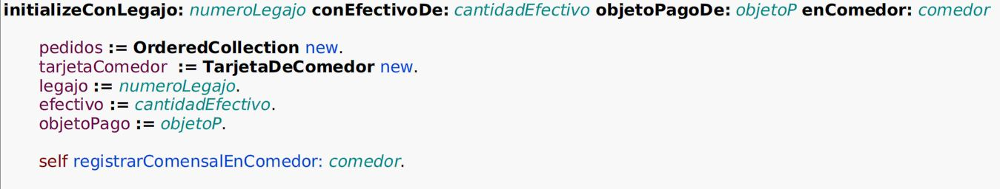 initializeConLegajo: numeroLegajo conEfectivoDe: cantidadEfectivo objetoPagoDe: objetoP enComedor: comedor
pedidos := OrderedCollection new.
tarjetaComedor := TarjetaDeComedor new.
legajo := numeroLegajo.
efectivo := cantidadEfectivo.
objetoPago := objetoP.
self registrarComensalEnComedor: comedor.